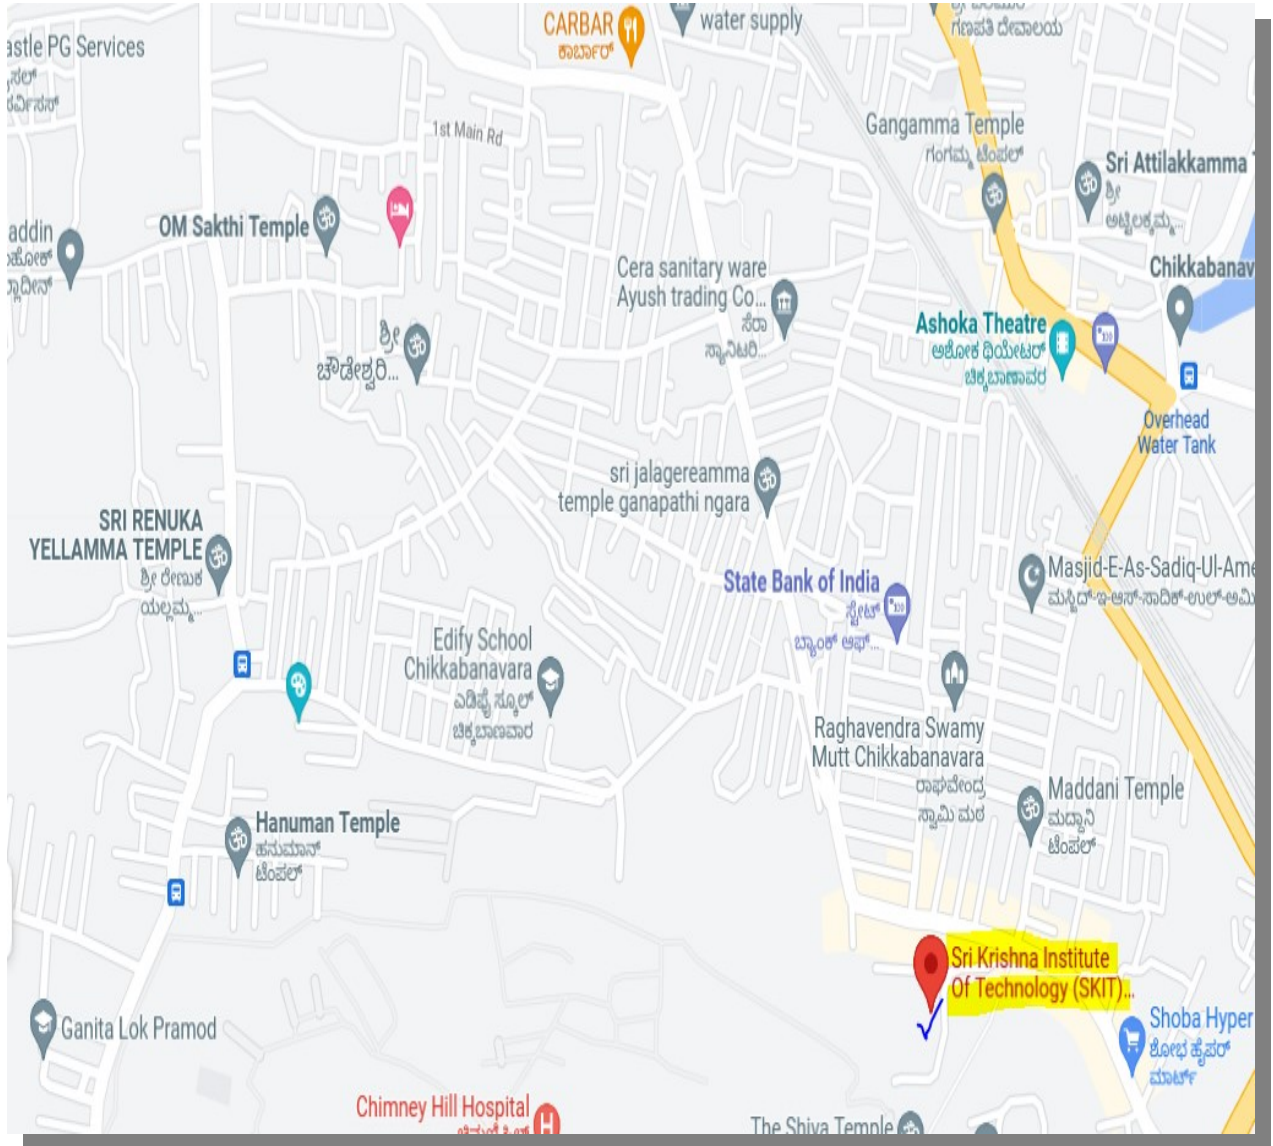 CARBAR
ಕಾರ್ಬಾರ್
water supply
ಗಣಪತಿ ದೇವಾಲಯ
PG Services
1st Main Rd
Gangamma Temple
ಗಂಗಮ್ಮ ಟೆಂಪಲ್
Sri Attilakkamma
ಶ್ರೀ
ಅಟ್ಟಿಲಕ್ಕಮ್ಮ...
OM Sakthi Temple
addin
Cera sanitary ware
Ayush trading Co...
ಸೆರಾ
ಸ್ಯಾನಿಟರಿ...
Chikkabanav
Ashoka Theatre
ಅಶೋಕ ಥಿಯೇಟರ್
ಚಿಕ್ಕಬಾಣಾವರ
ಶ್ರೀ
ಚೌಡೇಶ್ವರಿ...
Overhead
Water Tank
sri jalagereamma
temple ganapathi ngara
SRI RENUKA
YELLAMMA TEMPLE
ಶ್ರೀ ರೇಣುಕ
ಯಲ್ಲಮ್ಮ...
State Bank of India
ಸ್ಟೇಟ್
ಬ್ಯಾಂಕ್ ಆಫ್...
Masjid-E-As-Sadiq-Ul-Ame
ಮಸ್ಜಿದ್-ಇ-ಆಸ್-ಸಾದಿಕ್-ಉಲ್-ಅಮಿ
Edify School
Chikkabanavara
ಎಡಿಫೈ ಸ್ಕೂಲ್
ಚಿಕ್ಕಬಾಣವಾರ
Raghavendra Swamy
Mutt Chikkabanavara
ರಾಘವೇಂದ್ರ
ಸ್ವಾಮಿ ಮಠ
Maddani Temple
ಮದ್ದಾನಿ
ಟೆಂಪಲ್
Hanuman Temple
ಹನುಮಾನ್
ಟೆಂಪಲ್
Sri Krishna Institute
Of Technology (SKIT)...
Ganita Lok Pramod
Shoba Hyper
ಶೋಭ ಹೈಪರ್
ಮಾರ್ಟ್
Chimney Hill Hospital
The Shiva Temple